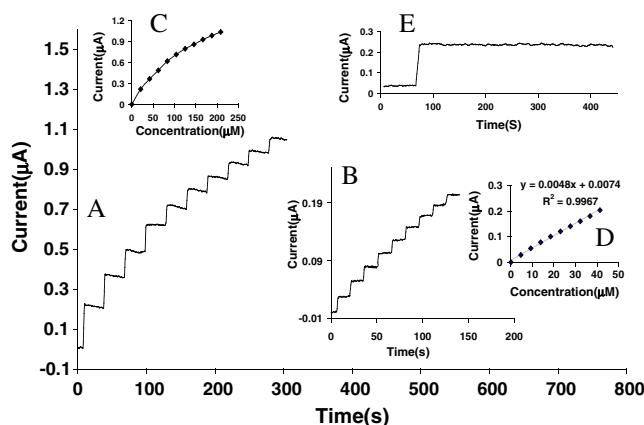 C
1.2
0.9
0.6
0.3
0
Current(µA)
0 50 100 150 200 250
Concentration(µM)
E
0.3
0.2
0.1
0
Current(µA)
0 100 200 300 400
Time(S)
A
1.5
1.3
1.1
0.9
0.7
0.5
0.3
0.1
-0.1
Current(µA)
0 100 200 300 400 500 600 700 800
Time(s)
B
0.19
0.09
-0.01
Current(µA)
0 50 100 150 200
Time(s)
y = 0.0048x + 0.0074
R² = 0.9967
D
0.3
0.2
0.1
0
Current(µA)
0 10 20 30 40 50
Concentration(µM)